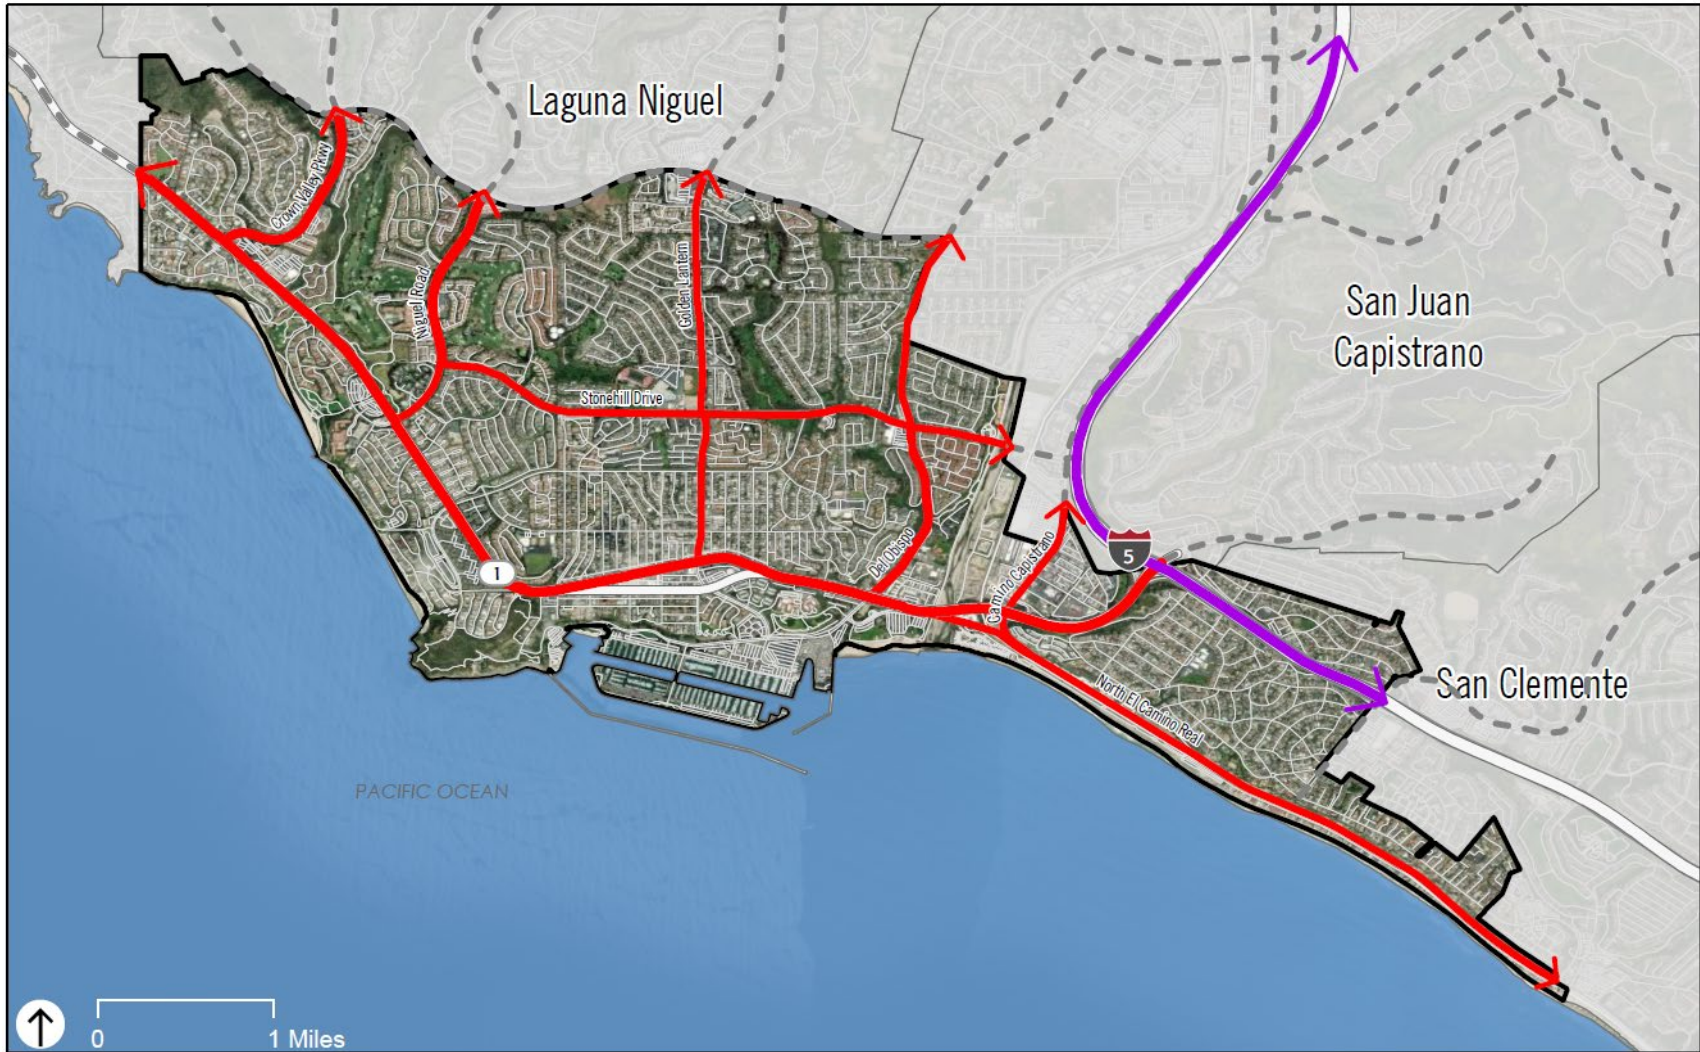 Laguna Niguel
Crown Valley Pkwy
Niguel Road
Golden Lantern
San Juan
Capistrano
Stonehill Drive
1
Del Obispo
Camino Capistrano
5
San Clemente
North El Camino Real
PACIFIC OCEAN
0
1 Miles